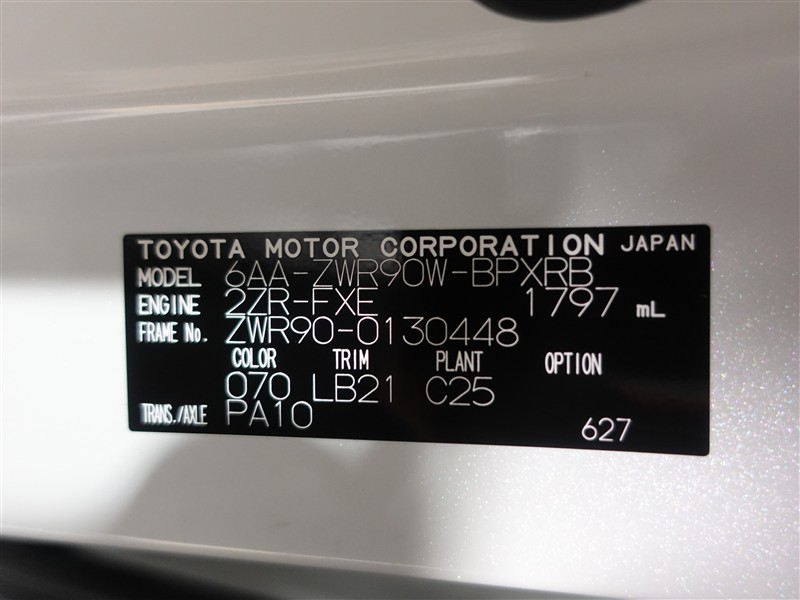 TOYOTA MOTOR CORPORATION JAPAN
MODEL 6AA-ZWR90W-BPXRB
ENGINE 2ZR-FXE 1797 mL
FRAME No. ZWR90-0130448
COLOR TRIM PLANT OPTION
070 LB21 C25
TRANS./AXLE PA10
627